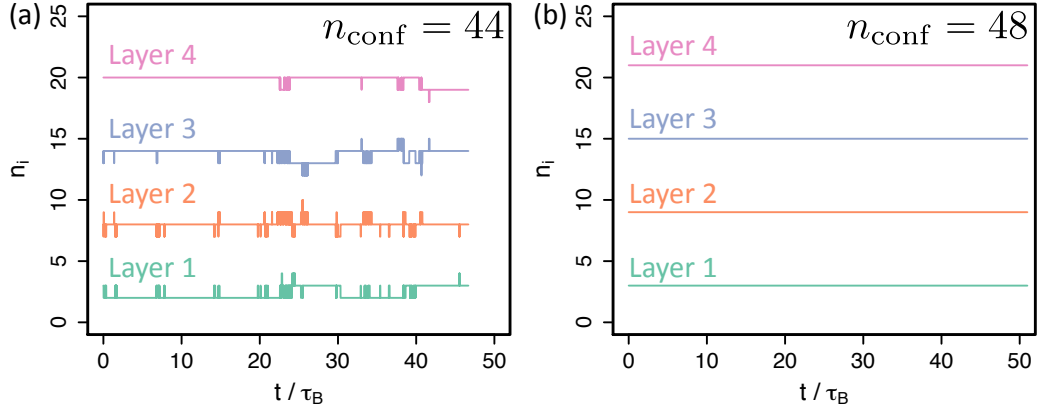 (a)
n_conf = 44
25
20
15
10
5
0
n_i
Layer 4
Layer 3
Layer 2
Layer 1
0 10 20 30 40 50
t / τ_B
(b)
n_conf = 48
25
20
15
10
5
0
n_i
Layer 4
Layer 3
Layer 2
Layer 1
0 10 20 30 40 50
t / τ_B